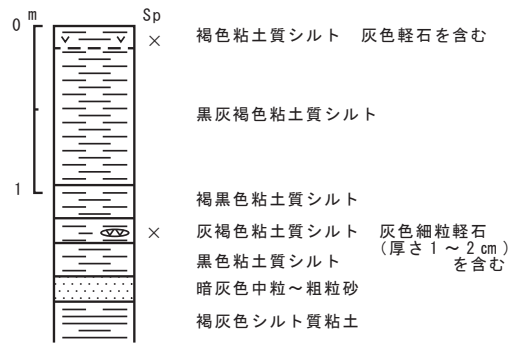 m Sp
0
× 褐色粘土質シルト 灰色軽石を含む
黒灰褐色粘土質シルト
1
褐黒色粘土質シルト
× 灰褐色粘土質シルト 灰色細粒軽石
(厚さ1～2㎝)
を含む
黒色粘土質シルト
暗灰色中粒～粗粒砂
褐灰色シルト質粘土